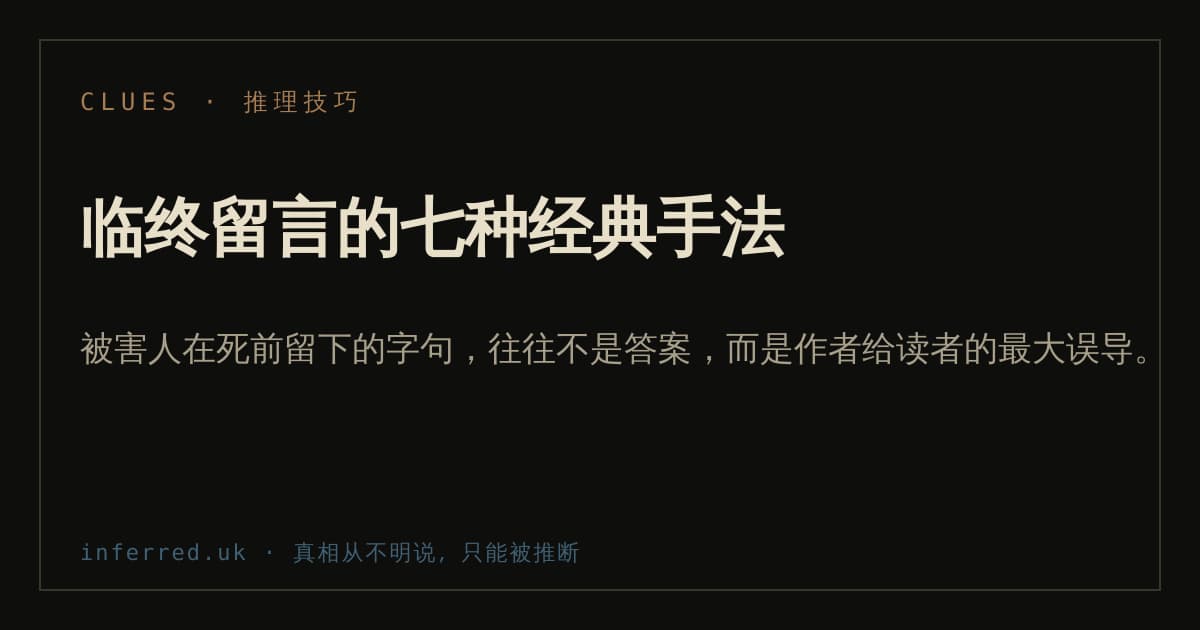 CLUES · 推理技巧
临终留言的七种经典手法
被害人在死前留下的字句，往往不是答案，而是作者给读者的最大误导。
inferred.uk · 真相从不明说，只能被推断